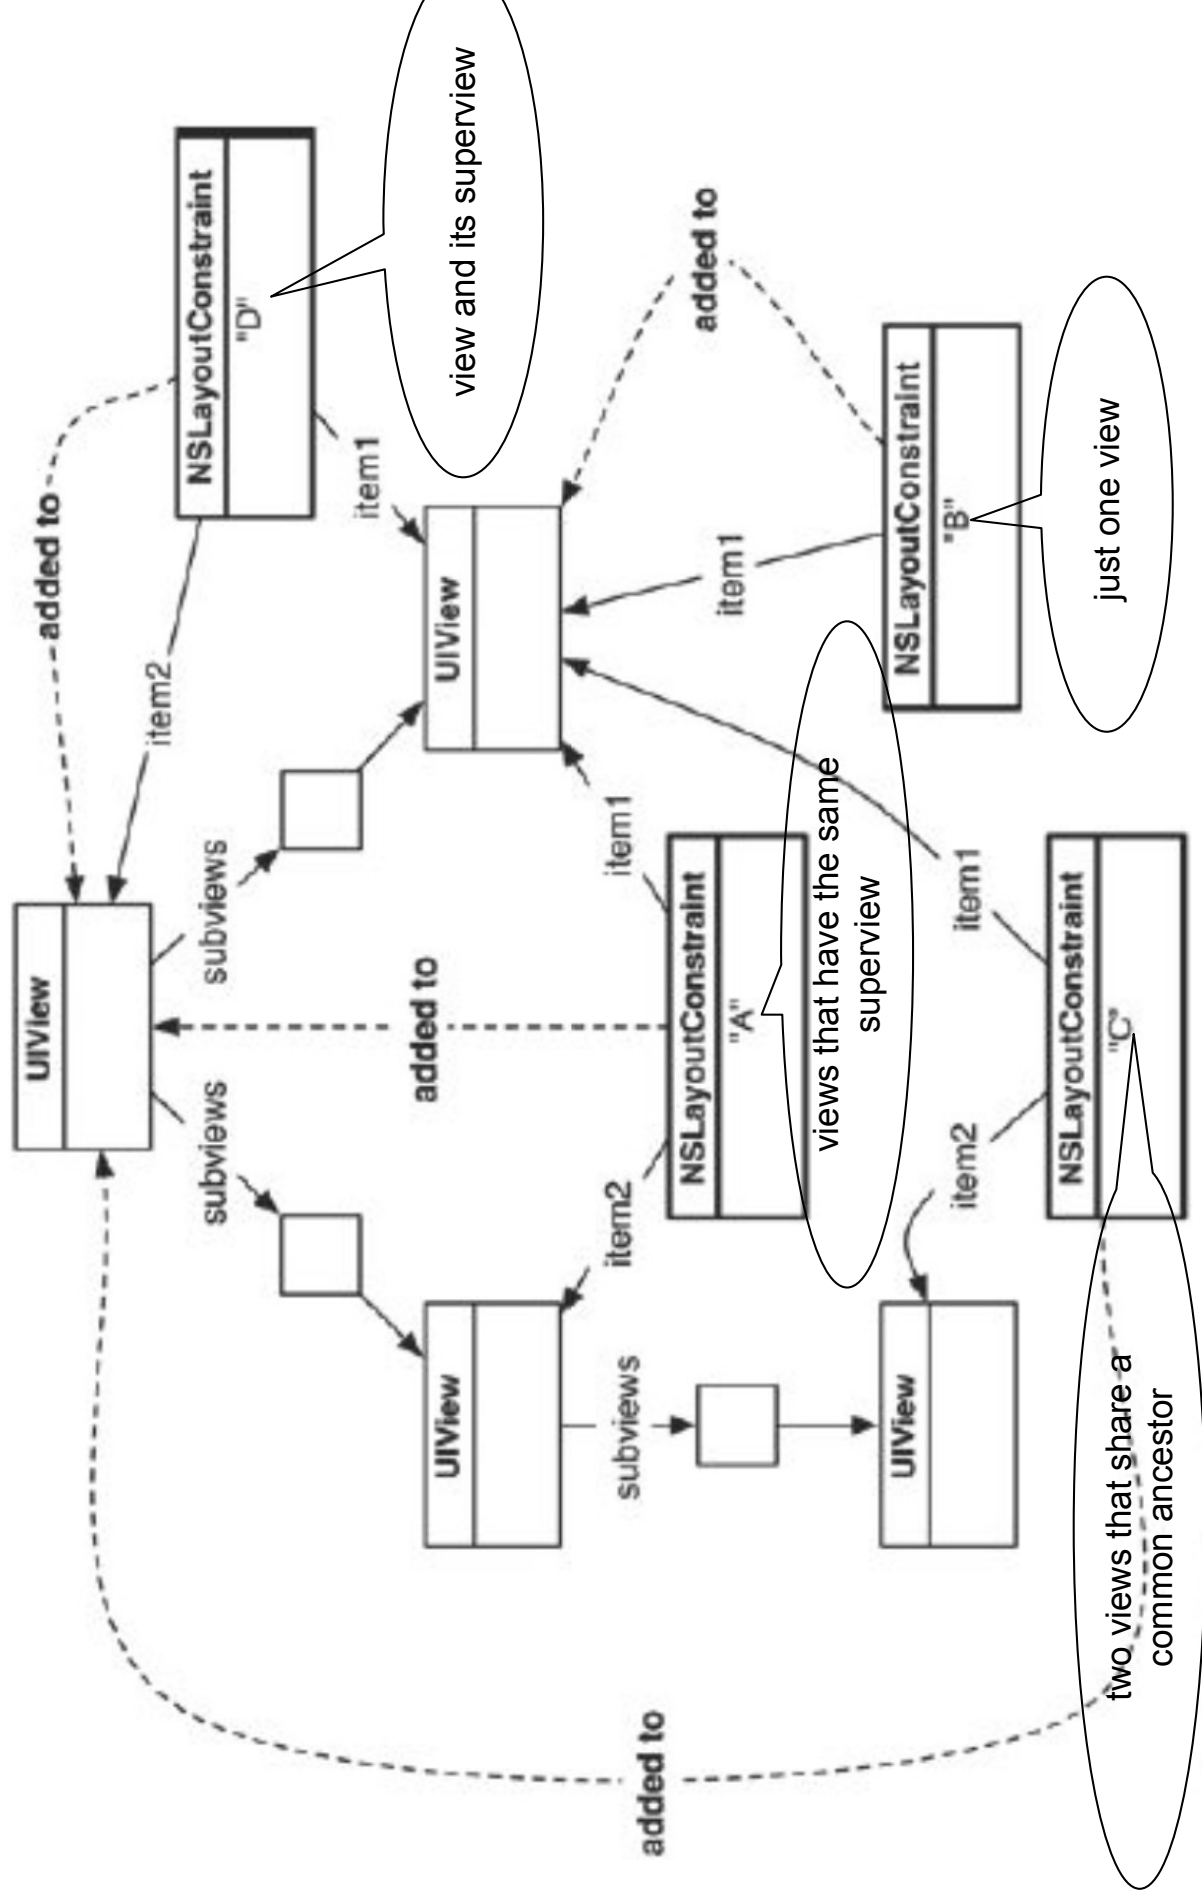 UIView
added to
item2
NSLayoutConstraint
"D"
subviews
subviews
item1
view and its superview
added to
UIView
UIView
item2
item1
subviews
added to
added to
item1
NSLayoutConstraint
"A"
views that have the same
superview
UIView
NSLayoutConstraint
"B"
item2
item1
just one view
NSLayoutConstraint
"C"
two views that share a
common ancestor